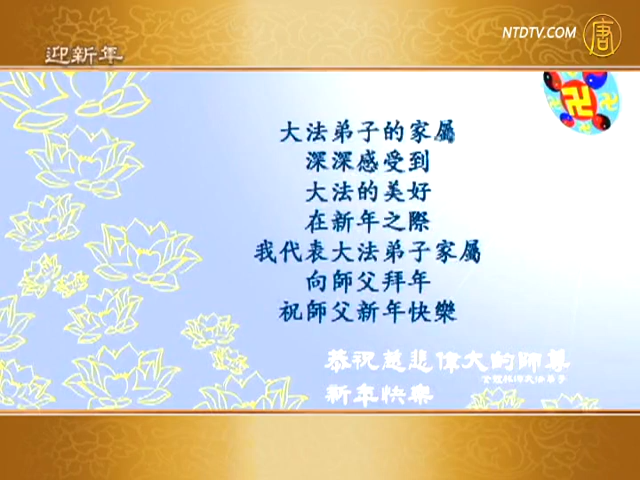 NTDTV.COM
唐
迎新年
大法弟子的家屬
深深感受到
大法的美好
在新年之際
我代表大法弟子家屬
向師父拜年
祝師父新年快樂
恭祝慈悲偉大的師尊
新年快樂